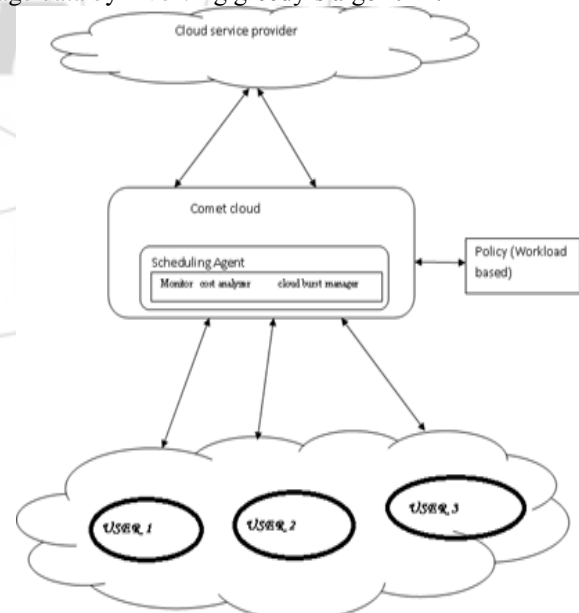 Cloud service provider
Comet cloud
Scheduling Agent
Monitor cost analyzer cloud burst manager
Policy (Workload
based)
USER 1
USER 2
USER 3